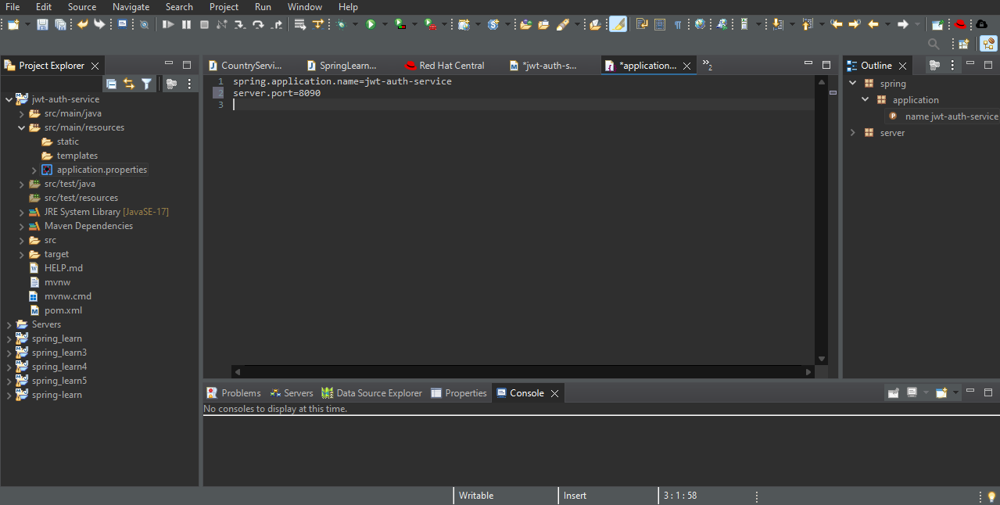 File Edit Source Navigate Search Project Run Window Help
Project Explorer
CountryServi... SpringLearn... Red Hat Central *jwt-auth-s... *application... »2
Outline
jwt-auth-service
src/main/java
src/main/resources
static
templates
application.properties
src/test/java
src/test/resources
JRE System Library [JavaSE-17]
Maven Dependencies
src
target
HELP.md
mvnw
mvnw.cmd
pom.xml
Servers
spring_learn
spring_learn3
spring_learn4
spring_learn5
spring-learn
1 spring.application.name=jwt-auth-service
2 server.port=8090
3
spring
application
name jwt-auth-service
server
Problems Servers Data Source Explorer Properties Console
No consoles to display at this time.
Writable Insert 3 : 1 : 58